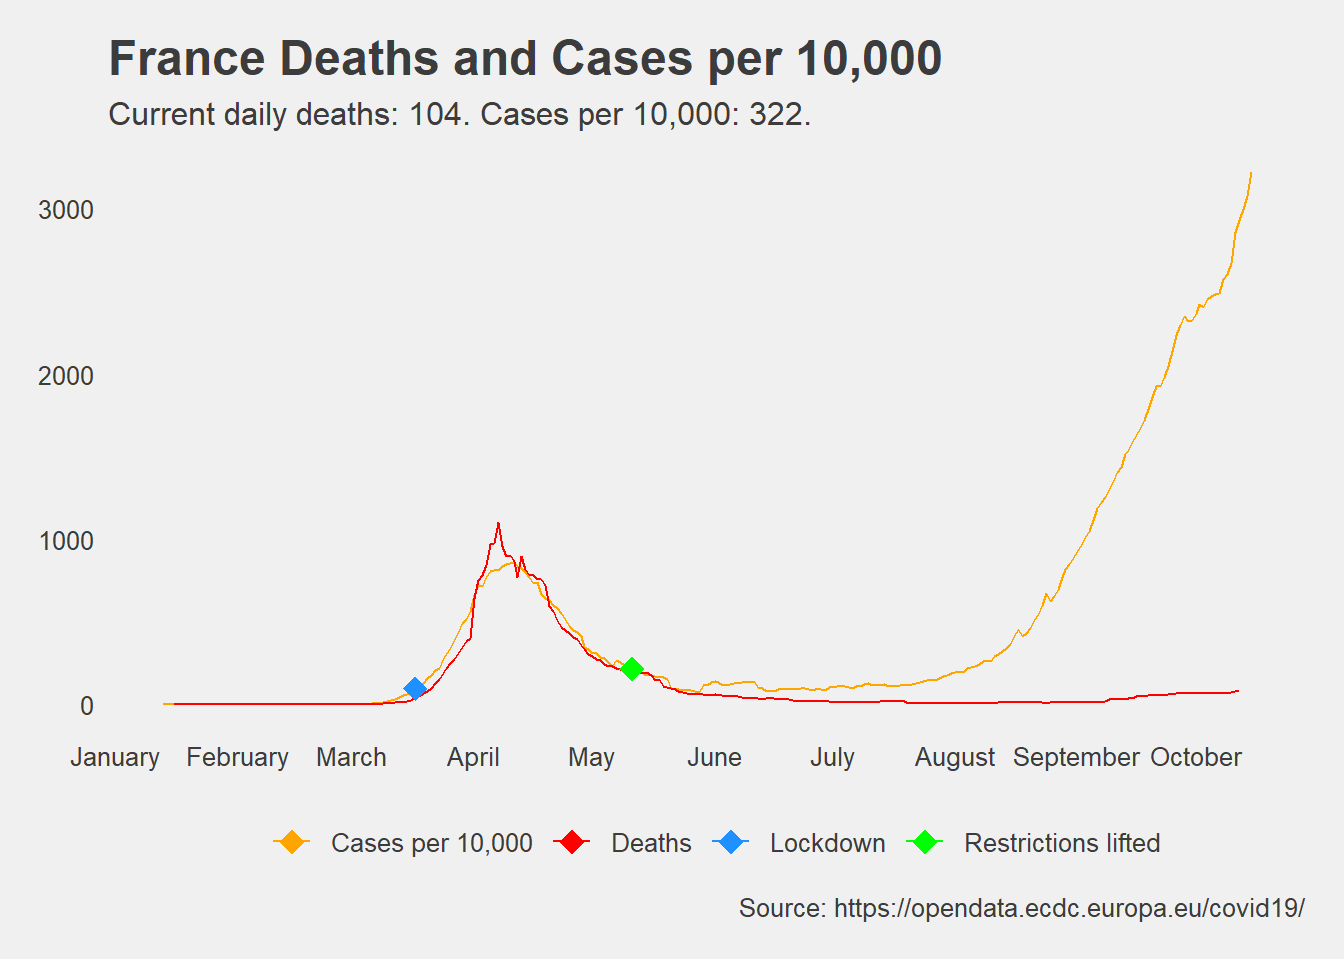 France Deaths and Cases per 10,000
Current daily deaths: 104. Cases per 10,000: 322.
3000
2000
1000
0
January February March April May June July August September October
Cases per 10,000 Deaths Lockdown Restrictions lifted
Source: https://opendata.ecdc.europa.eu/covid19/